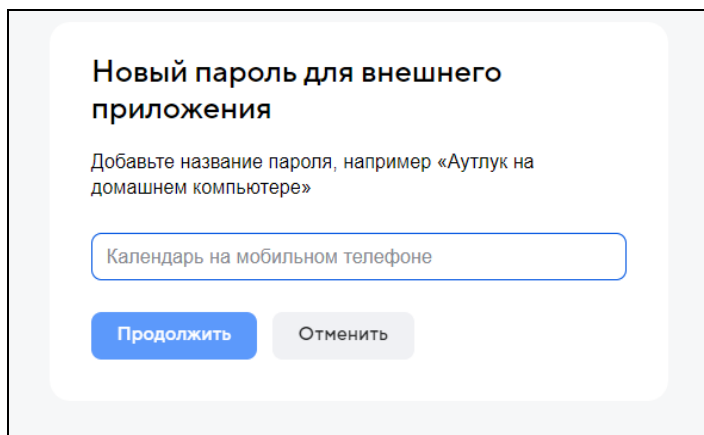 Новый пароль для внешнего
приложения
Добавьте название пароля, например «Аутлук на
домашнем компьютере»
Календарь на мобильном телефоне
Продолжить
Отменить